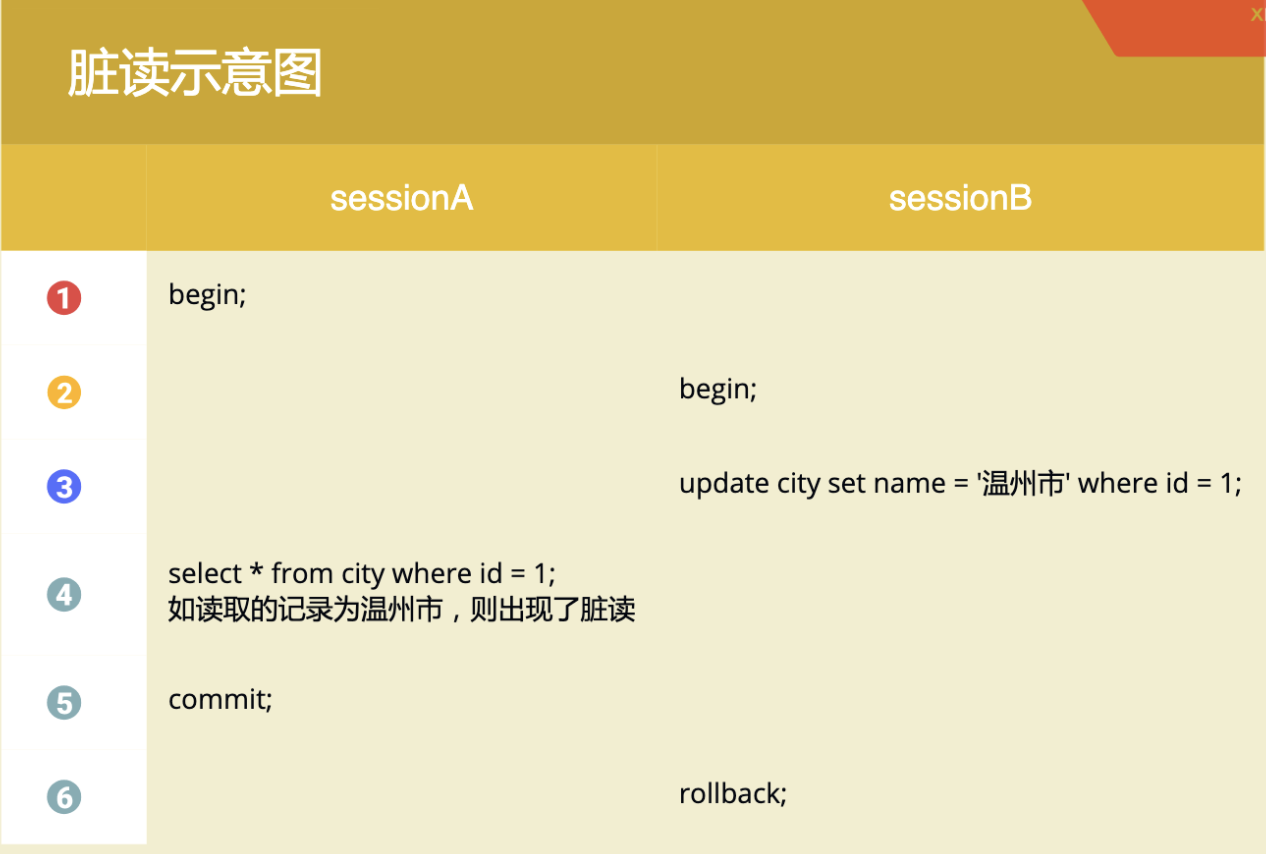 脏读示意图
sessionA
sessionB
1
begin;
2
begin;
3
update city set name = '温州市' where id = 1;
4
select * from city where id = 1;
如读取的记录为温州市，则出现了脏读
5
commit;
6
rollback;